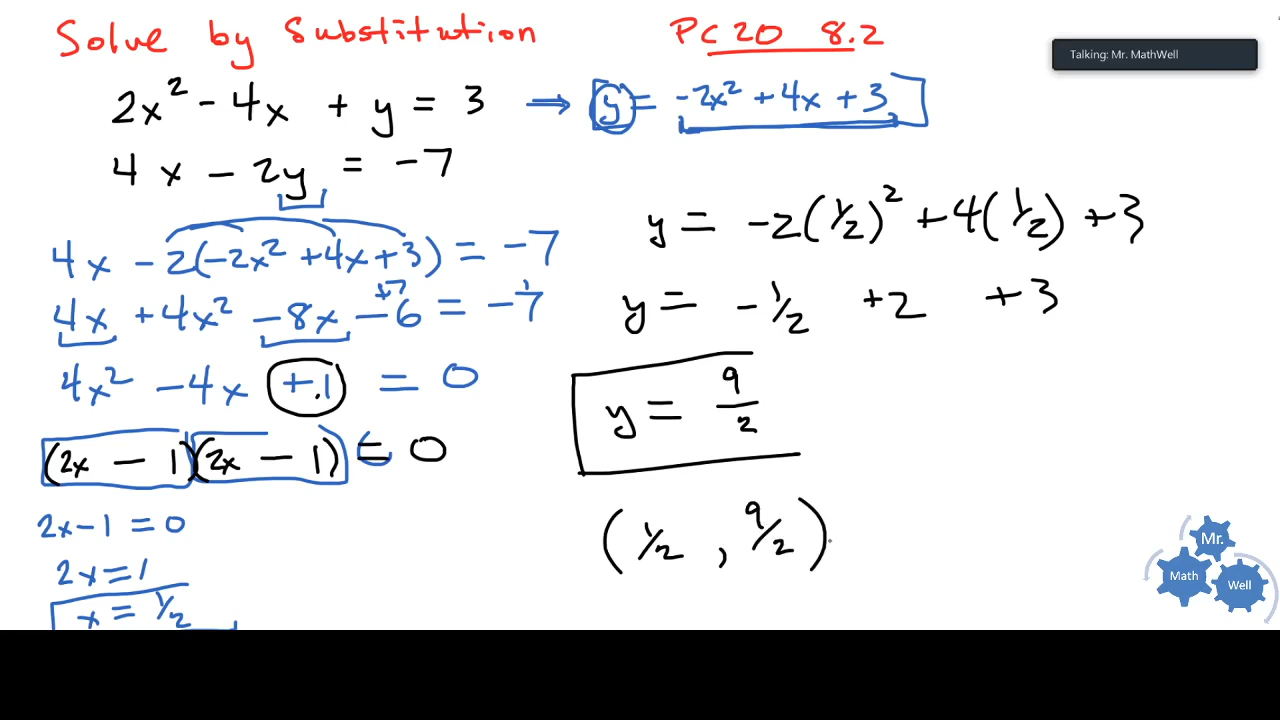 Solve by Substitution PC20 8.2
Talking: Mr. MathWell
2x² - 4x + y = 3 ⇒ y = -2x² + 4x + 3
4x - 2y = -7
4x - 2(-2x² + 4x + 3) = -7
+7
4x + 4x² - 8x - 6 = -7
4x² - 4x + 1 = 0
(2x - 1)(2x - 1) = 0
2x - 1 = 0
2x = 1
x = 1/2
y = -2(1/2)² + 4(1/2) + 3
y = -1/2 + 2 + 3
y = 9/2
(1/2, 9/2)
Mr.
Math
Well